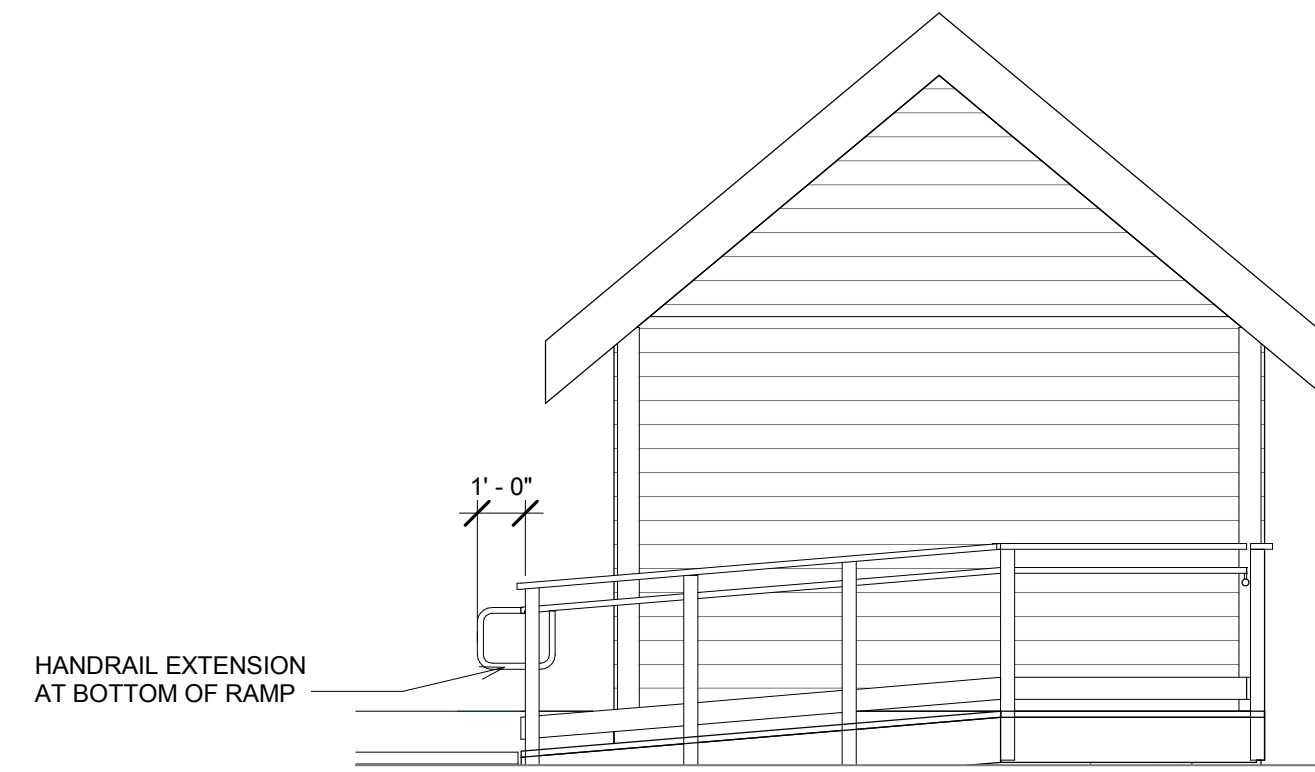 1' - 0"
HANDRAIL EXTENSION
AT BOTTOM OF RAMP